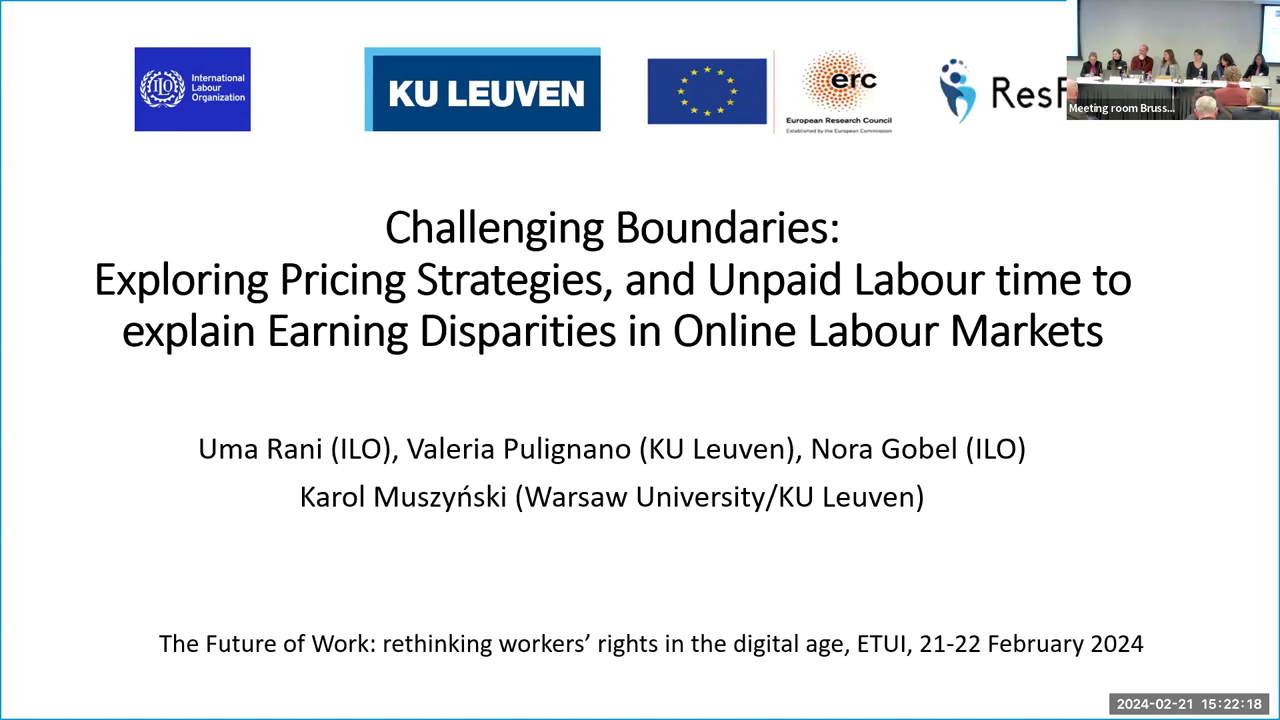 International
Labour
Organization
KU LEUVEN
erc
European Research Council
Established by the European Commission
Meeting room Bruss...
Challenging Boundaries:
Exploring Pricing Strategies, and Unpaid Labour time to
explain Earning Disparities in Online Labour Markets
Uma Rani (ILO), Valeria Pulignano (KU Leuven), Nora Gobel (ILO)
Karol Muszyński (Warsaw University/KU Leuven)
The Future of Work: rethinking workers’ rights in the digital age, ETUI, 21-22 February 2024
2024-02-21 15:22:18